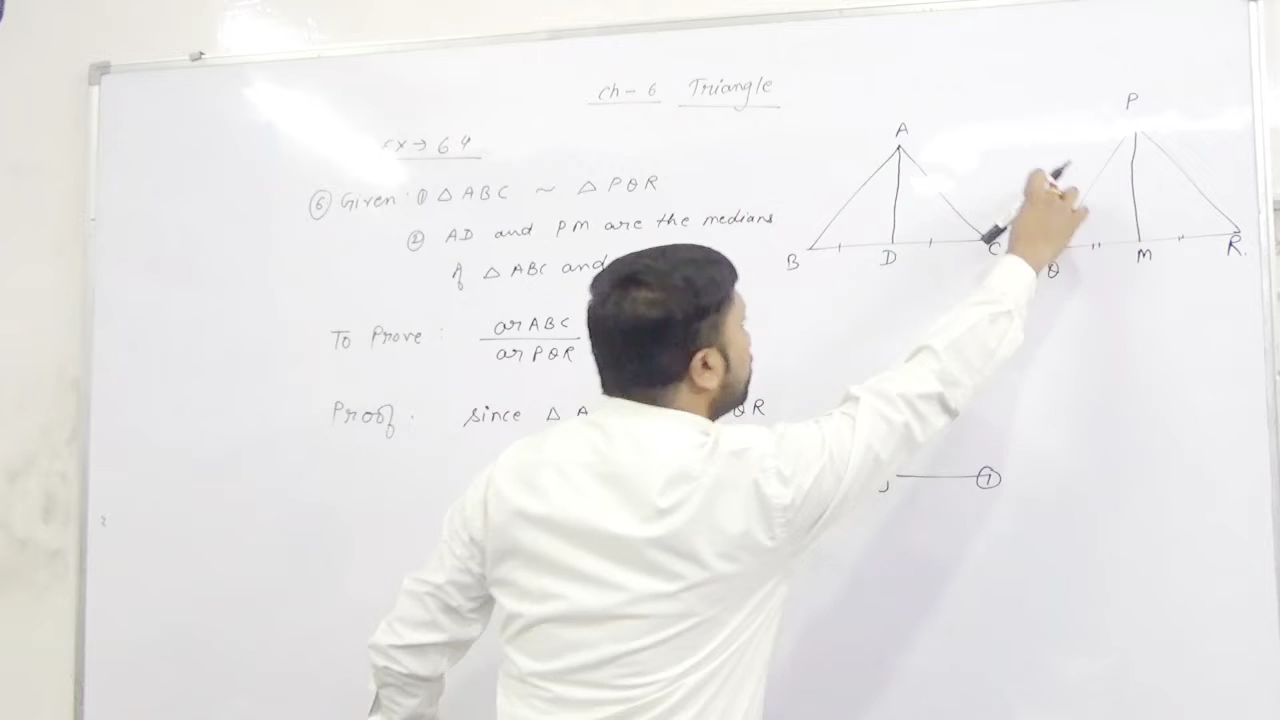 Ch - 6 Triangle
EX → 6.4
⑥ Given: ① △ ABC ~ △ PQR
② AD and PM are the medians
of △ ABC and
To Prove: ar ABC
ar PQR
Proof. since △ A QR
①
A
B D C
P
Q M R.